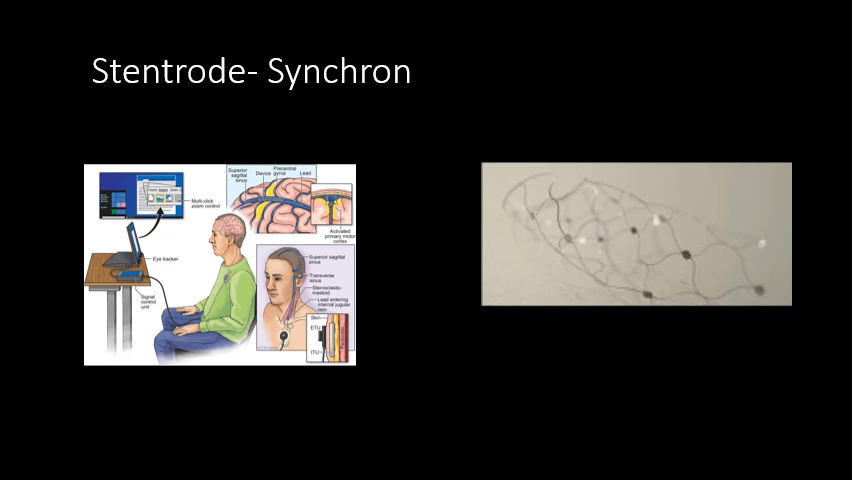 Stentrode- Synchron
Multi-click
zoom control
Eye tracker
Signal
control
unit
Superior
sagittal
sinus
Device
Precentral
gyrus
Lead
Activated
primary motor
cortex
Superior sagittal
sinus
Transverse
sinus
Sternocleido-
mastoid
Lead entering
internal jugular
vein
Skin
ETU
ITU